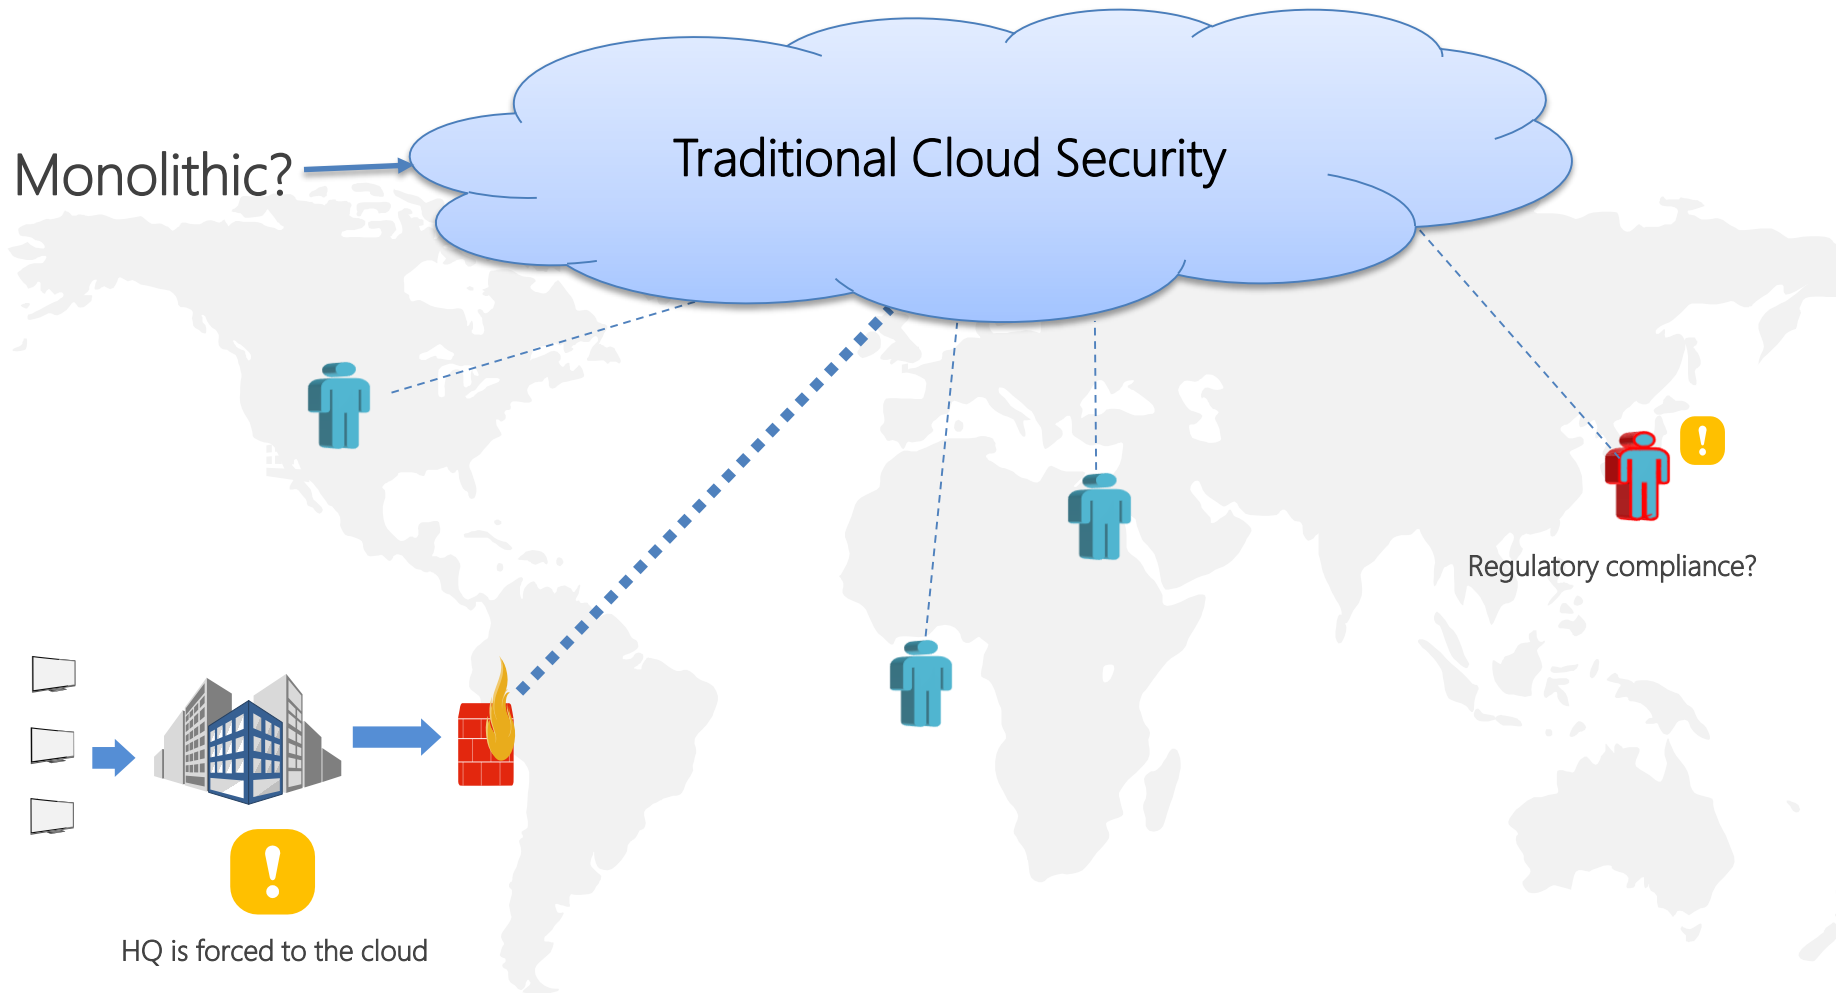 Traditional Cloud Security
Monolithic?
!
Regulatory compliance?
!
HQ is forced to the cloud